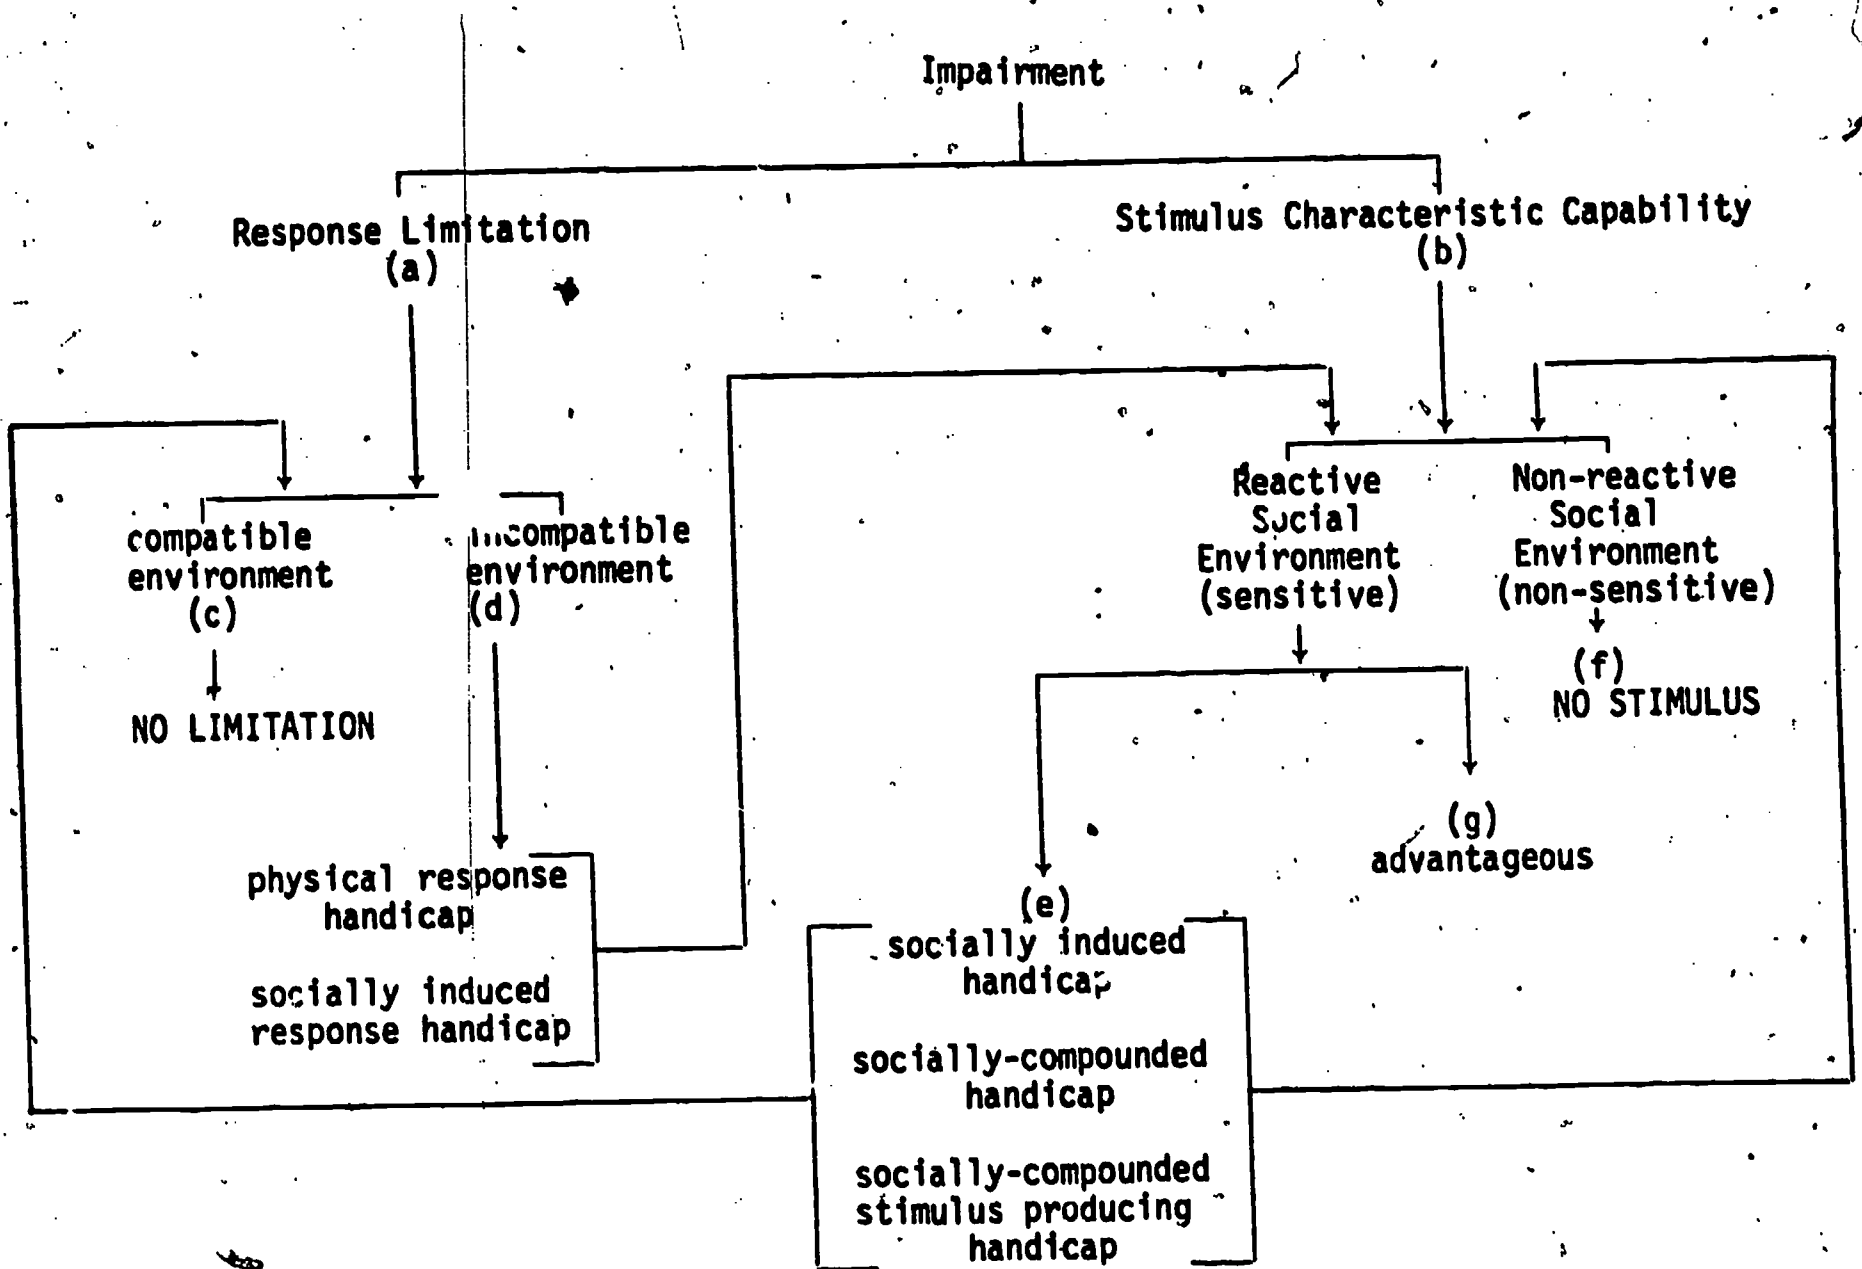 Impairment
Response Limitation
(a)
Stimulus Characteristic Capability
(b)
compatible
environment
(c)
NO LIMITATION
incompatible
environment
(d)
physical response
handicap
socially induced
response handicap
Reactive
Social
Environment
(sensitive)
Non-reactive
Social
Environment
(non-sensitive)
(f)
NO STIMULUS
(g)
advantageous
(e)
socially induced
handicap
socially-compounded
handicap
socially-compounded
stimulus producing
handicap